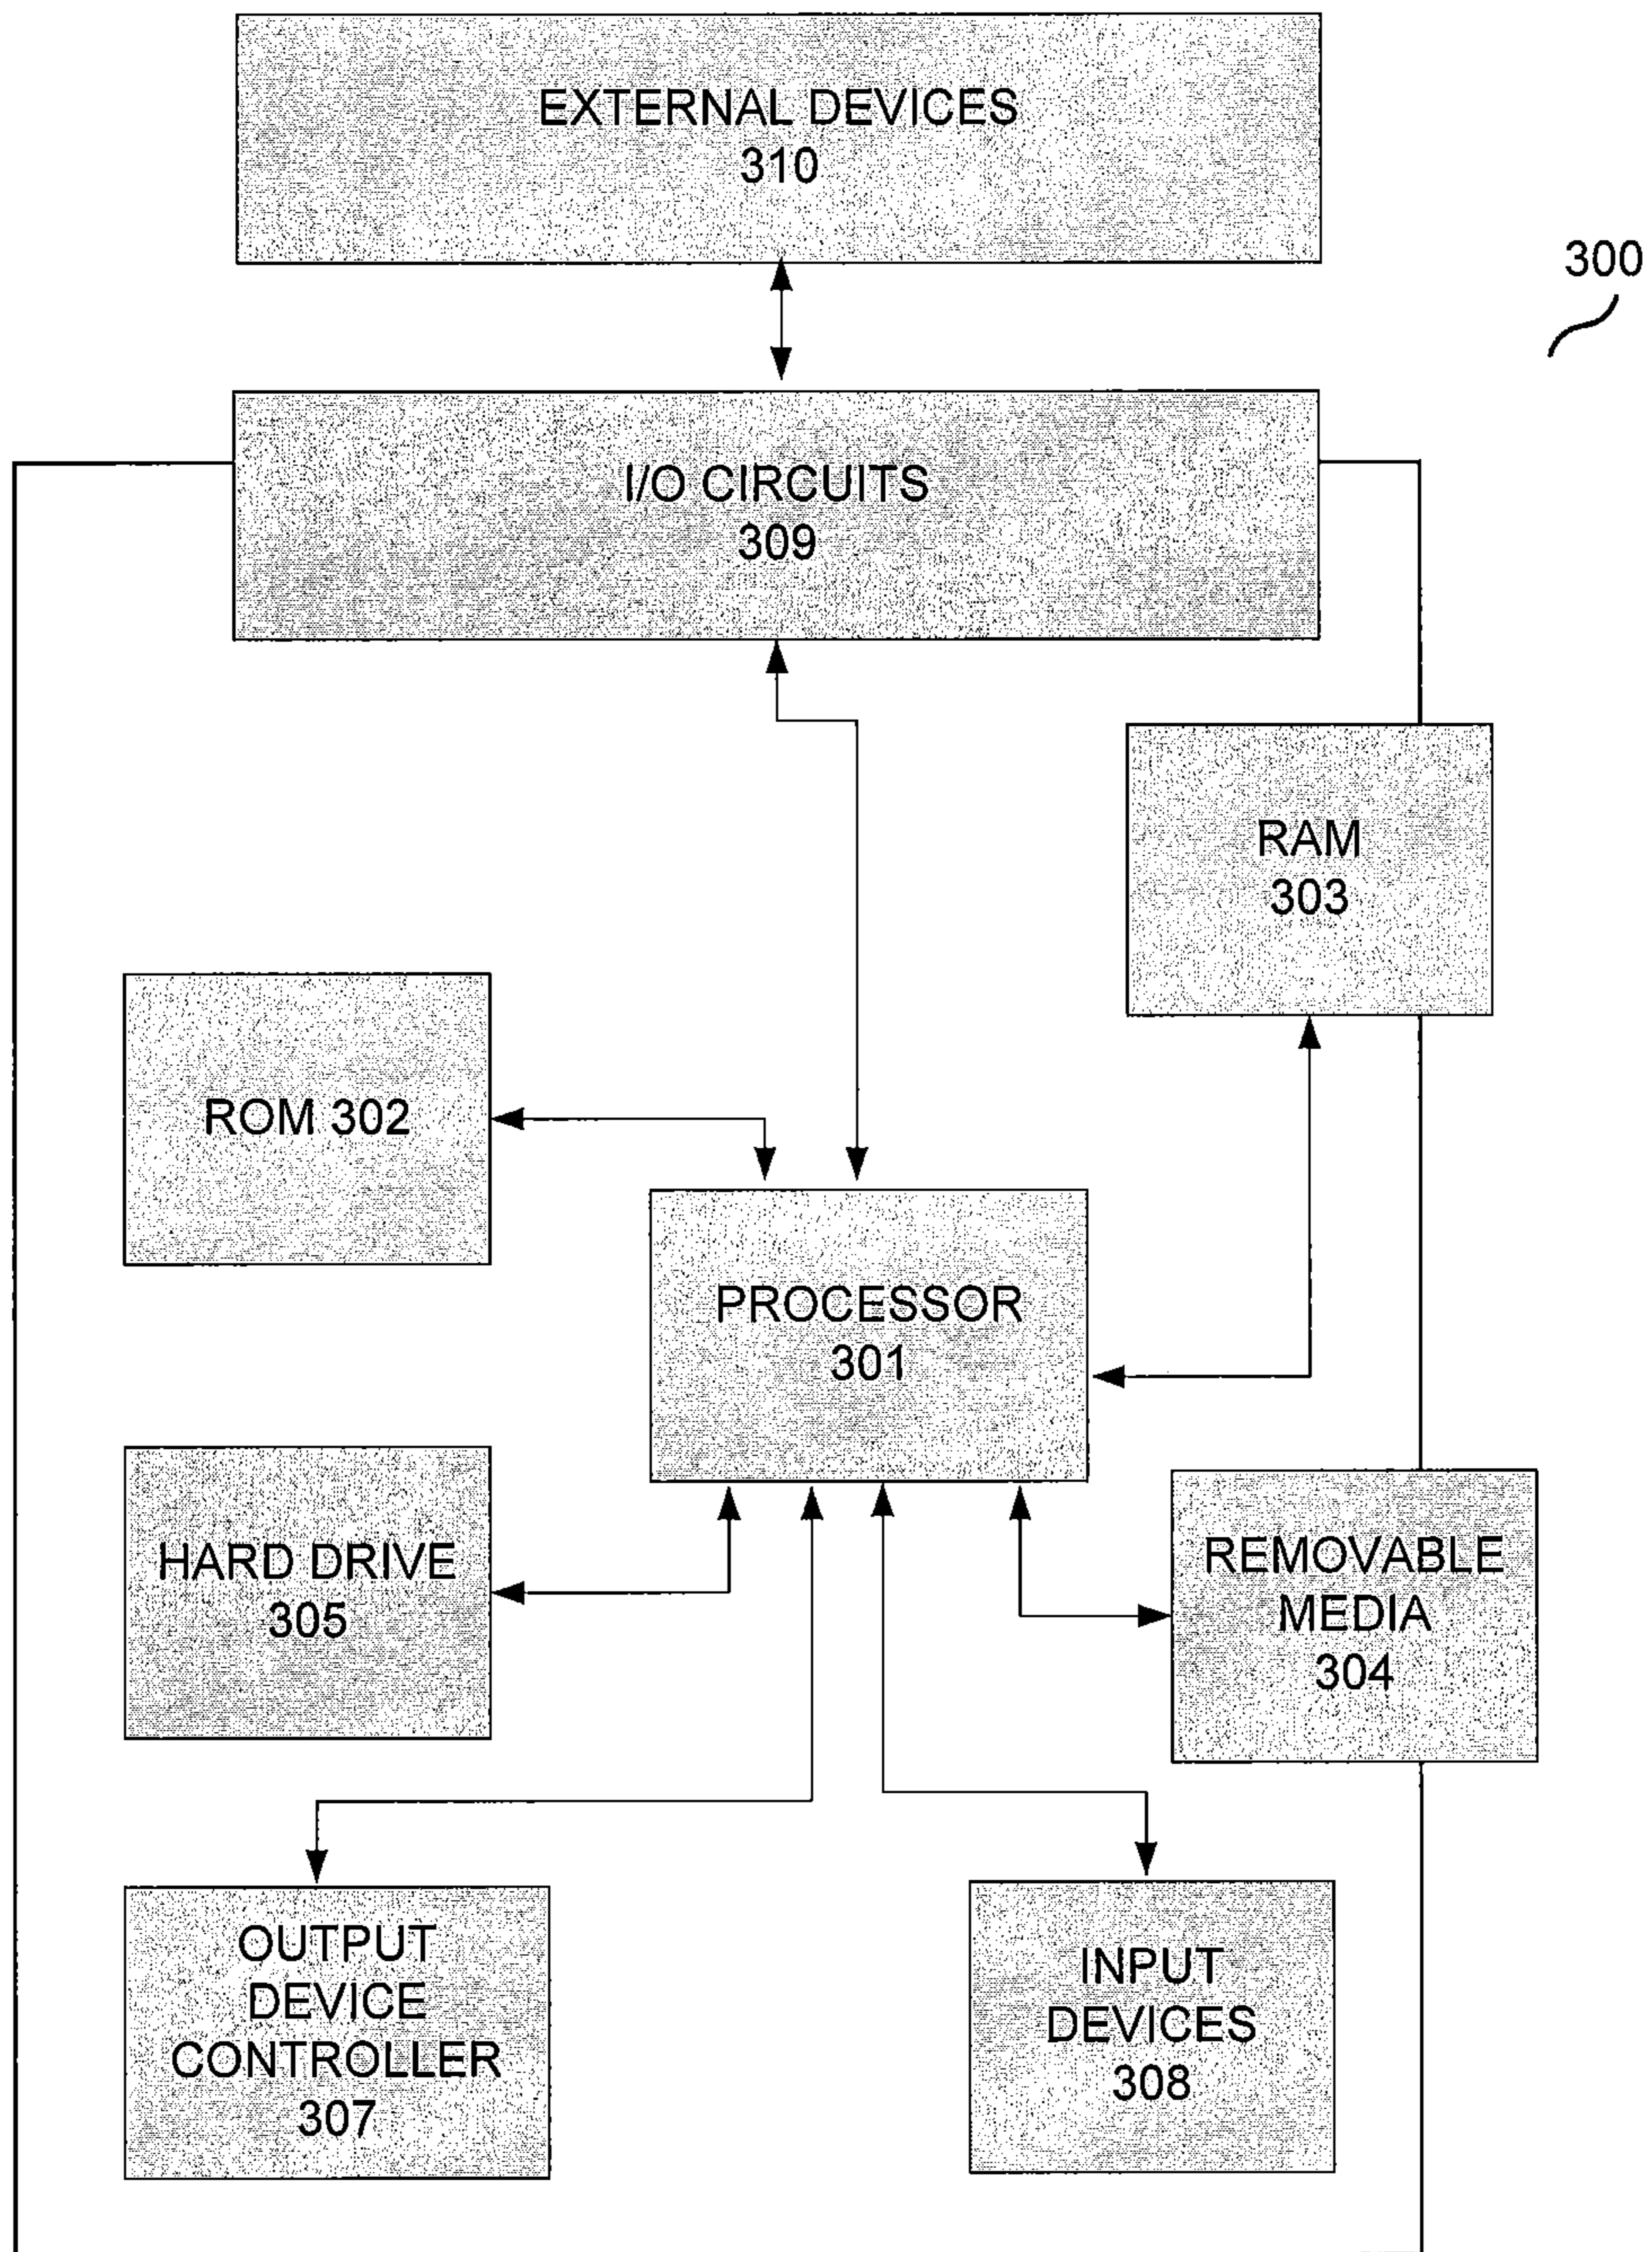 EXTERNAL DEVICES
310
300
I/O CIRCUITS
309
RAM
303
ROM 302
PROCESSOR
301
HARD DRIVE
305
REMOVABLE
MEDIA
304
OUTPUT
DEVICE
CONTROLLER
307
INPUT
DEVICES
308